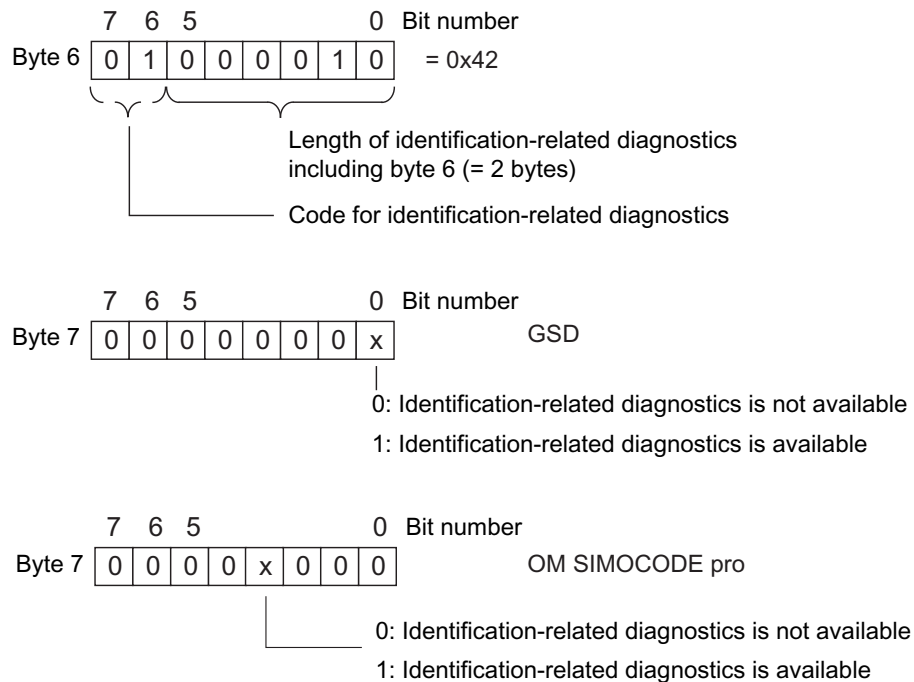 7 6 5 0 Bit number
Byte 6 0 1 0 0 0 0 1 0 = 0x42
Length of identification-related diagnostics
including byte 6 (= 2 bytes)
Code for identification-related diagnostics
7 6 5 0 Bit number
Byte 7 0 0 0 0 0 0 0 x GSD
0: Identification-related diagnostics is not available
1: Identification-related diagnostics is available
7 6 5 0 Bit number
Byte 7 0 0 0 0 x 0 0 0 OM SIMOCODE pro
0: Identification-related diagnostics is not available
1: Identification-related diagnostics is available